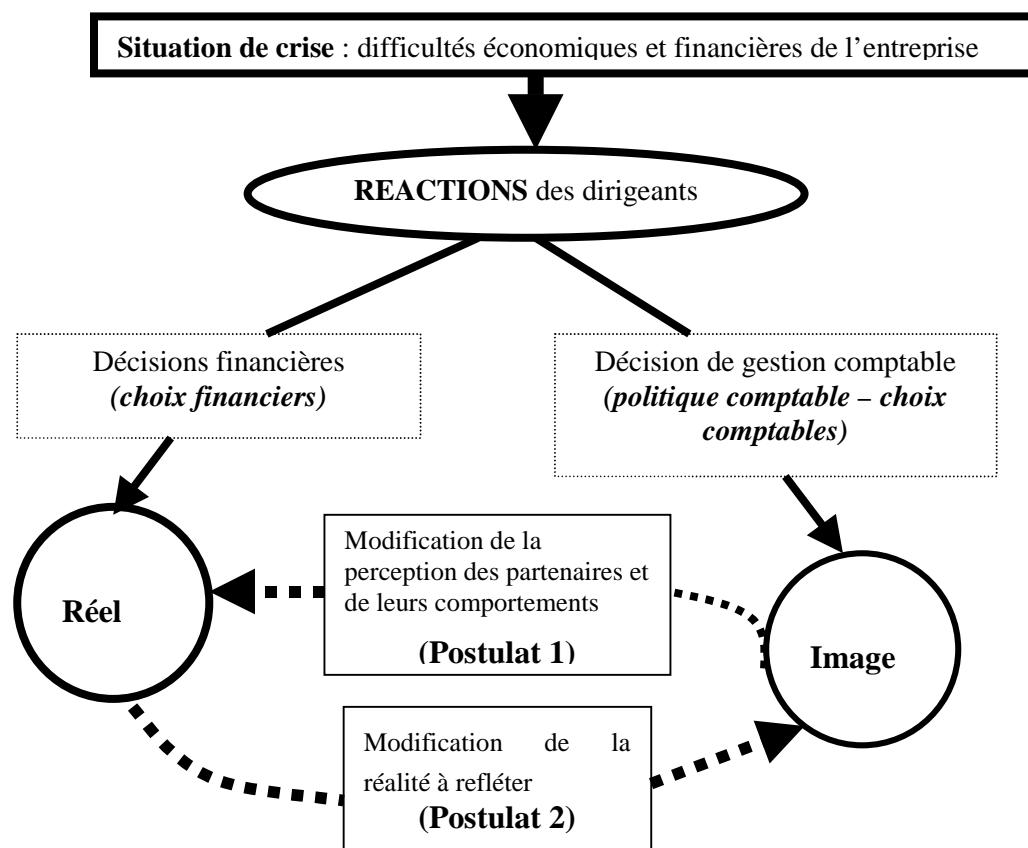 Situation de crise : difficultés économiques et financières de l’entreprise
REACTIONS des dirigeants
Décisions financières
(choix financiers)
Décision de gestion comptable
(politique comptable – choix
comptables)
Modification de la
perception des partenaires et
de leurs comportements
(Postulat 1)
Réel
Image
Modification de la
réalité à refléter
(Postulat 2)